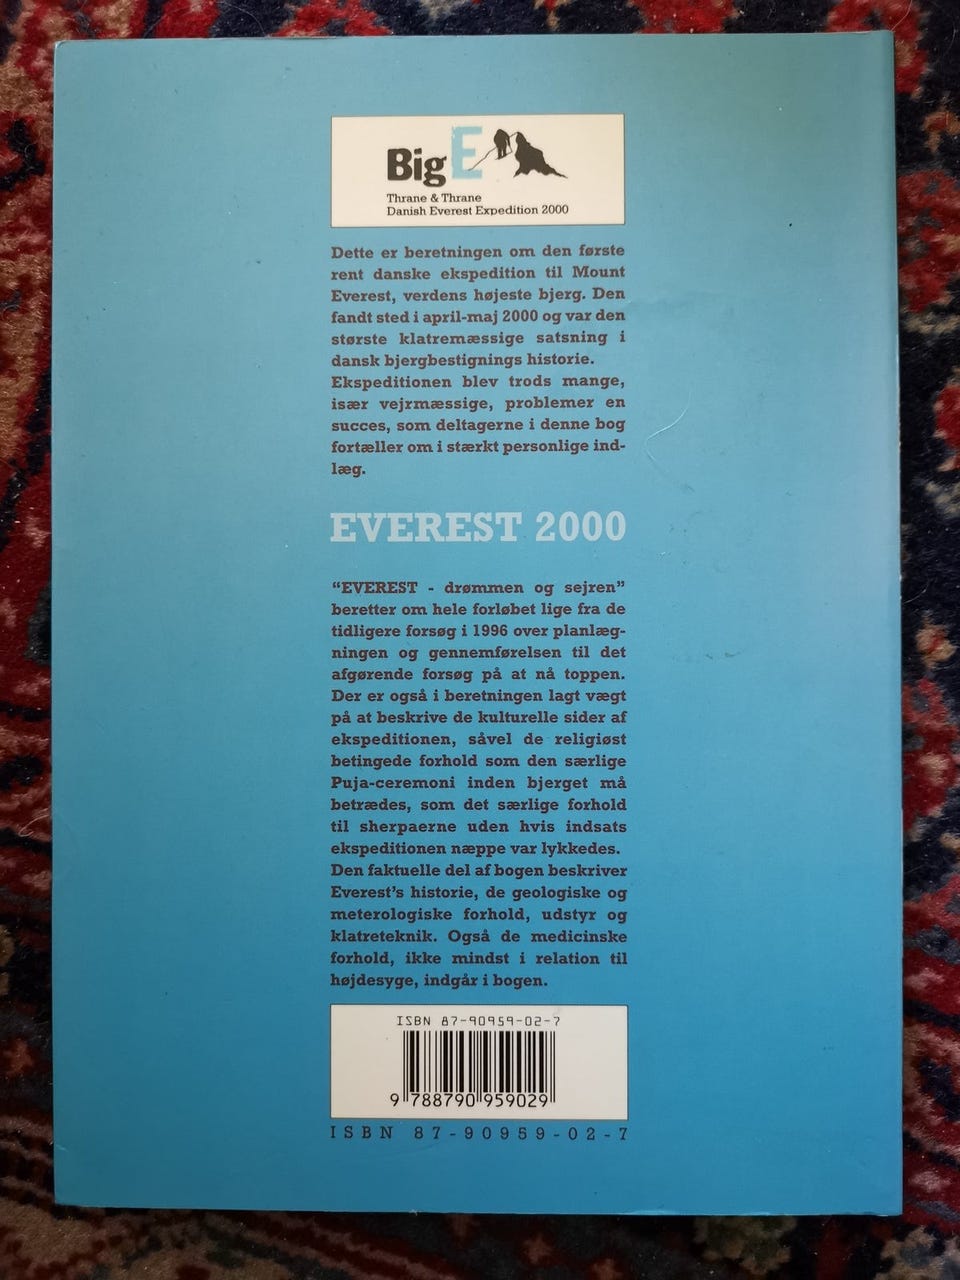 Big E
Thrane & Thrane
Danish Everest Expedition 2000
Dette er beretningen om den første
rent danske ekspedition til Mount
Everest, verdens højeste bjerg. Den
fandt sted i april-maj 2000 og var den
største klatremæssige satsning i
dansk bjergbestignings historie.
Ekspeditionen blev trods mange,
især vejrmæssige, problemer en
succes, som deltagerne i denne bog
fortæller om i stærkt personlige ind-
læg.
EVEREST 2000
“EVEREST - drømmen og sejren”
beretter om hele forløbet lige fra de
tidligere forsøg i 1996 over planlæg-
ningen og gennemførelsen til det
afgørende forsøg på at nå toppen.
Der er også i beretningen lagt vægt
på at beskrive de kulturelle sider af
ekspeditionen, såvel de religiøst
betingede forhold som den særlige
Puja-ceremoni inden bjerget må
betrædes, som det særlige forhold
til sherpaerne uden hvis indsats
ekspeditionen næppe var lykkedes.
Den faktuelle del af bogen beskriver
Everest's historie, de geologiske og
meterologiske forhold, udstyr og
klatreteknik. Også de medicinske
forhold, ikke mindst i relation til
højdesyge, indgår i bogen.
ISBN 87-90959-02-7
9 788790 959029
ISBN 87-90959-02-7